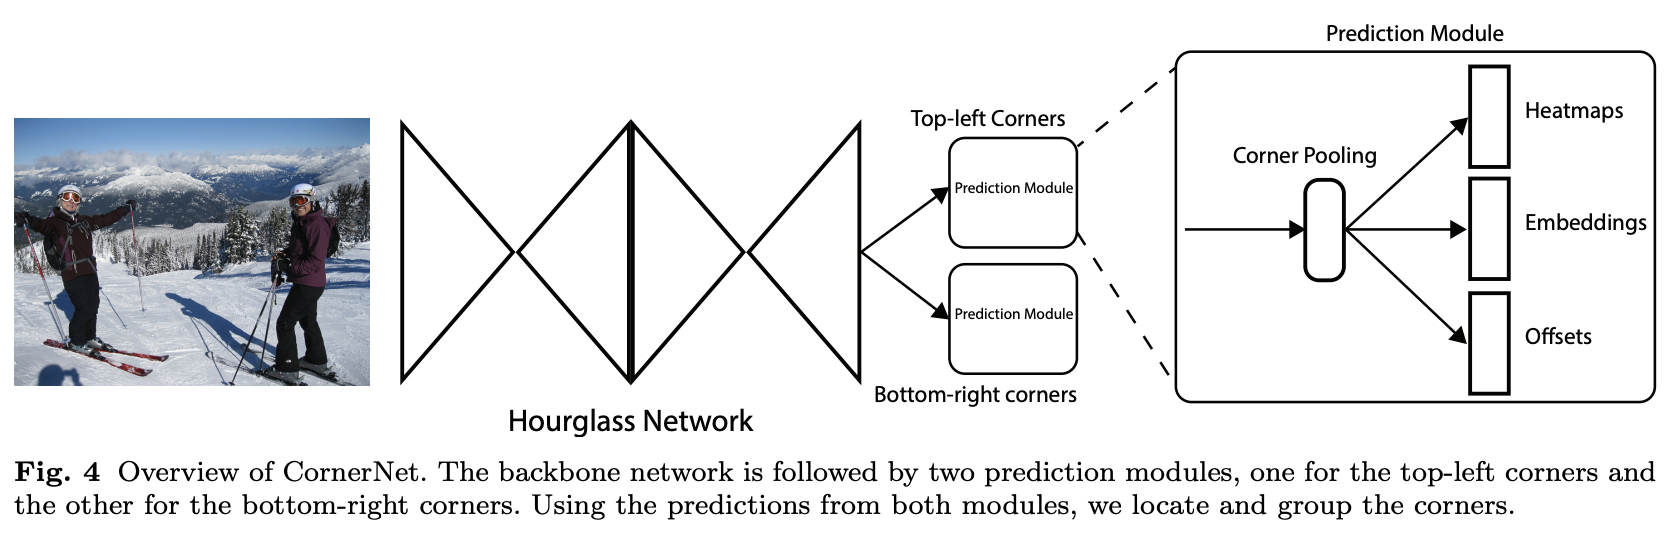 Prediction Module
Top-left Corners
Prediction Module
Prediction Module
Bottom-right corners
Corner Pooling
Heatmaps
Embeddings
Offsets
Hourglass Network
Fig. 4 Overview of CornerNet. The backbone network is followed by two prediction modules, one for the top-left corners and
the other for the bottom-right corners. Using the predictions from both modules, we locate and group the corners.